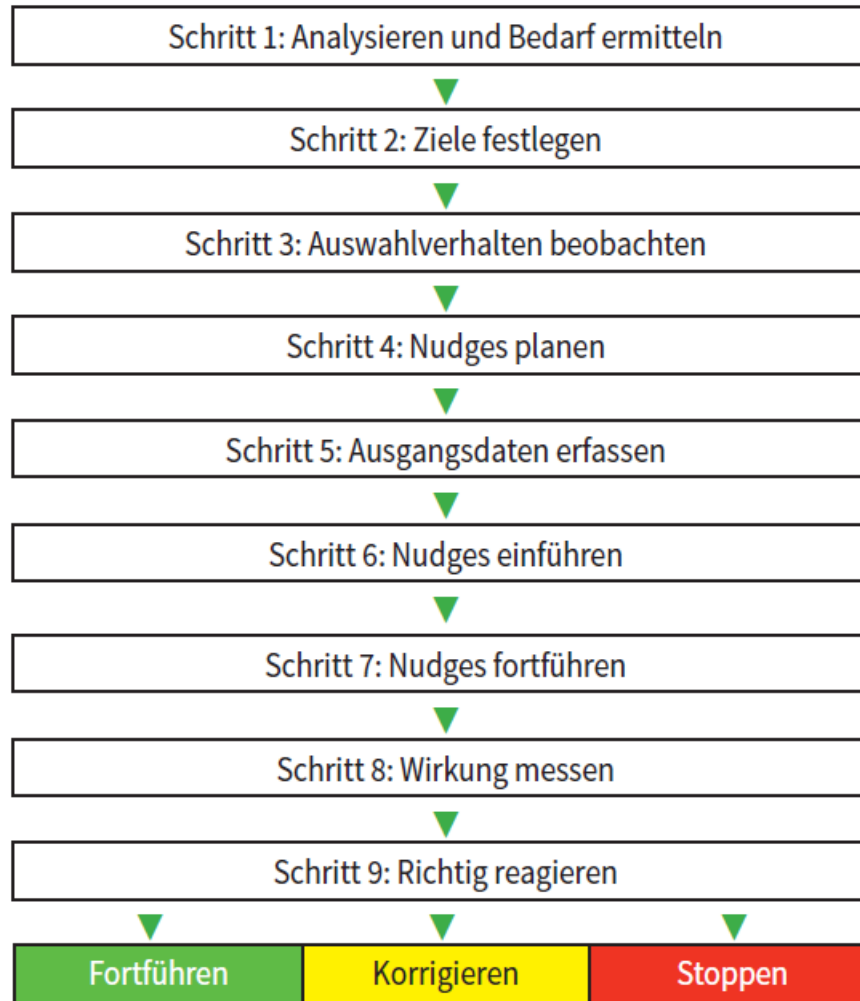 Schritt 1: Analysieren und Bedarf ermitteln
Schritt 2: Ziele festlegen
Schritt 3: Auswahlverhalten beobachten
Schritt 4: Nudges planen
Schritt 5: Ausgangsdaten erfassen
Schritt 6: Nudges einführen
Schritt 7: Nudges fortführen
Schritt 8: Wirkung messen
Schritt 9: Richtig reagieren
Fortführen Korrigieren Stoppen